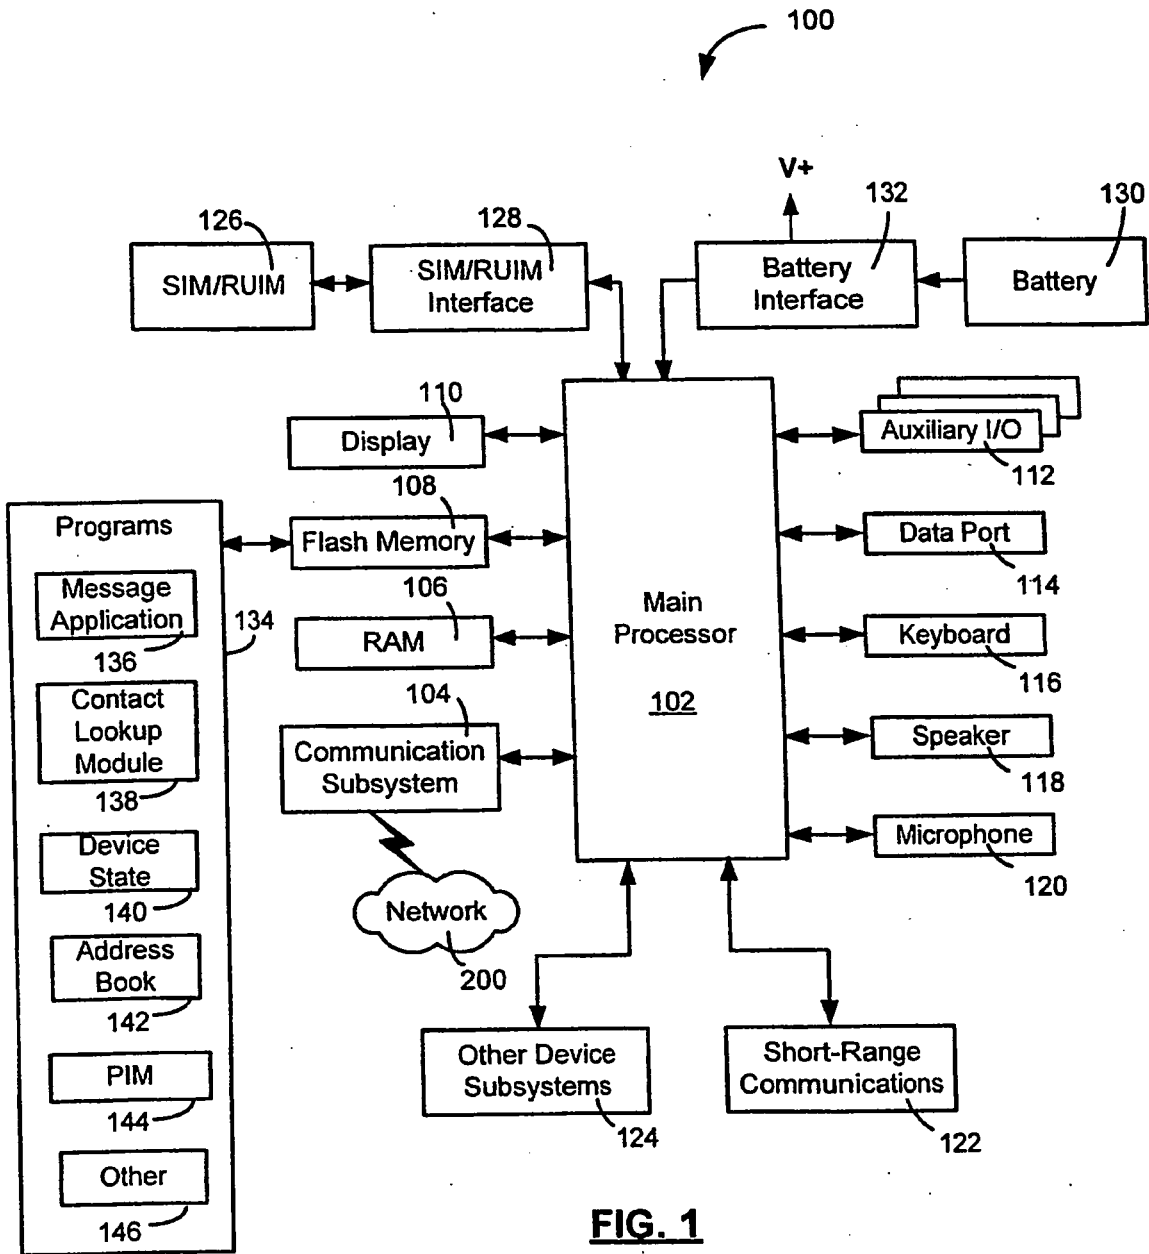 100
V+
132
130
126
128
SIM/RUIM
SIM/RUIM
Interface
Battery
Interface
Battery
110
Display
Auxiliary I/O
112
108
Programs
Flash Memory
Data Port
114
Message
Application
136
134
106
RAM
Main
Processor
102
Keyboard
116
Contact
Lookup
Module
138
104
Communication
Subsystem
Speaker
118
Device
State
140
Microphone
120
Network
200
Address
Book
142
Other Device
Subsystems
124
Short-Range
Communications
122
PIM
144
Other
146
FIG. 1